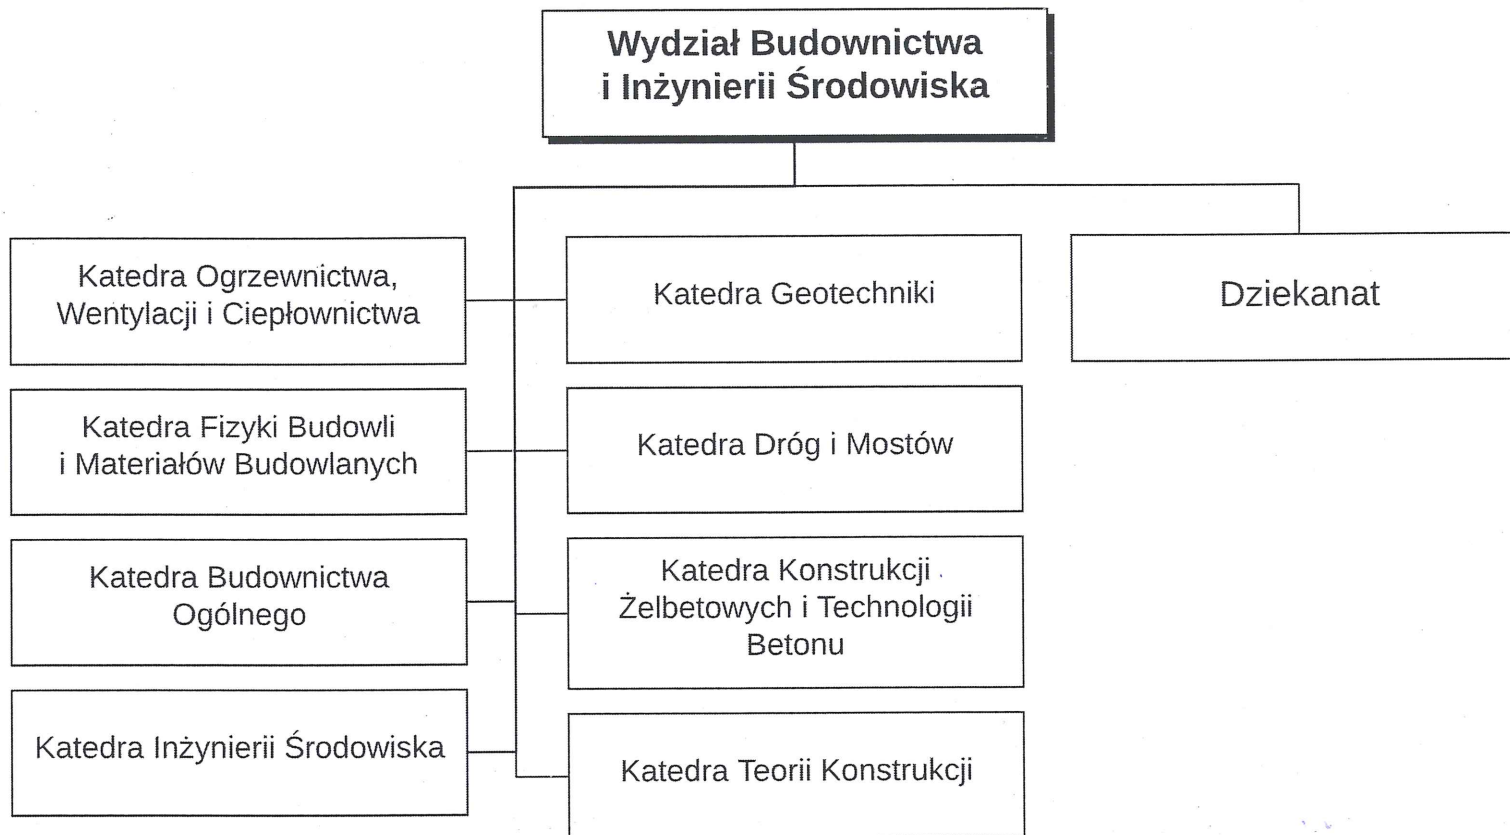 Wydział Budownictwa
i Inżynierii Środowiska
Katedra Ogrzewnictwa,
Wentylacji i Ciepłownictwa
Katedra Geotechniki
Dziekanat
Katedra Fizyki Budowli
i Materiałów Budowlanych
Katedra Dróg i Mostów
Katedra Budownictwa
Ogólnego
Katedra Konstrukcji
Żelbetowych i Technologii
Betonu
Katedra Inżynierii Środowiska
Katedra Teorii Konstrukcji